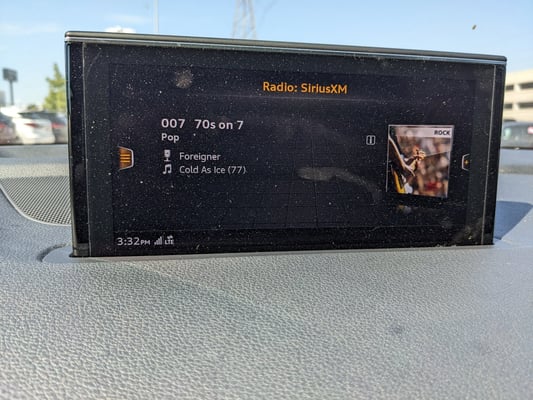 Radio: SiriusXM
007 70s on 7
Pop
ROCK
Foreigner
Cold As Ice (77)
3:32PM LTE